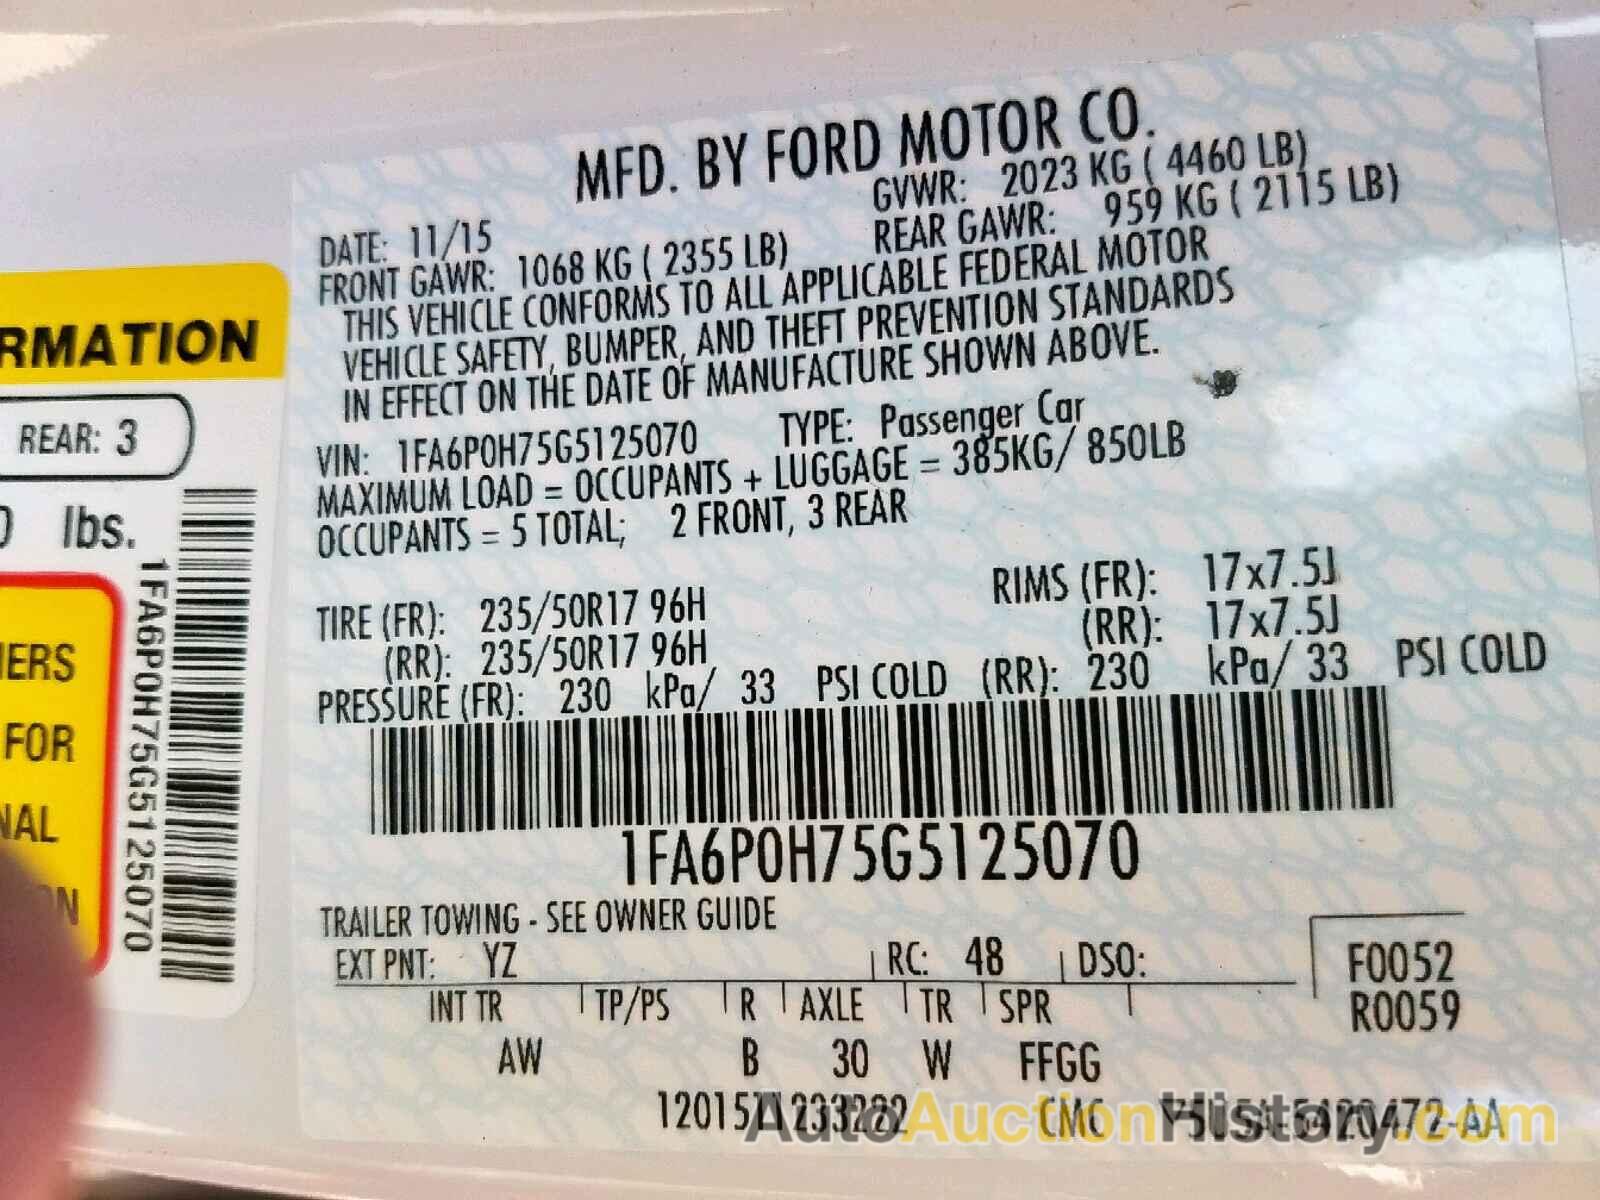 MFD. BY FORD MOTOR CO.
DATE: 11/15 GVWR: 2023 KG ( 4460 LB)
FRONT GAWR: 1068 KG ( 2355 LB) REAR GAWR: 959 KG ( 2115 LB)
THIS VEHICLE CONFORMS TO ALL APPLICABLE FEDERAL MOTOR
VEHICLE SAFETY, BUMPER, AND THEFT PREVENTION STANDARDS
IN EFFECT ON THE DATE OF MANUFACTURE SHOWN ABOVE.
VIN: 1FA6P0H75G5125070 TYPE: Passenger Car
MAXIMUM LOAD = OCCUPANTS + LUGGAGE = 385KG/ 850LB
OCCUPANTS = 5 TOTAL; 2 FRONT, 3 REAR
TIRE (FR): 235/50R17 96H RIMS (FR): 17x7.5J
(RR): 235/50R17 96H (RR): 17x7.5J
PRESSURE (FR): 230 kPa/ 33 PSI COLD (RR): 230 kPa/ 33 PSI COLD
1FA6P0H75G5125070
TRAILER TOWING - SEE OWNER GUIDE
EXT PNT: YZ RC: 48 DSO: F0052
INT TR TP/PS R AXLE TR SPR R0059
AW B 30 W FFGG
CMC
AutoAuctionHistory.com
RMATION
REAR: 3
lbs.
1FA6P0H75G5125070
IERS
FOR
NAL